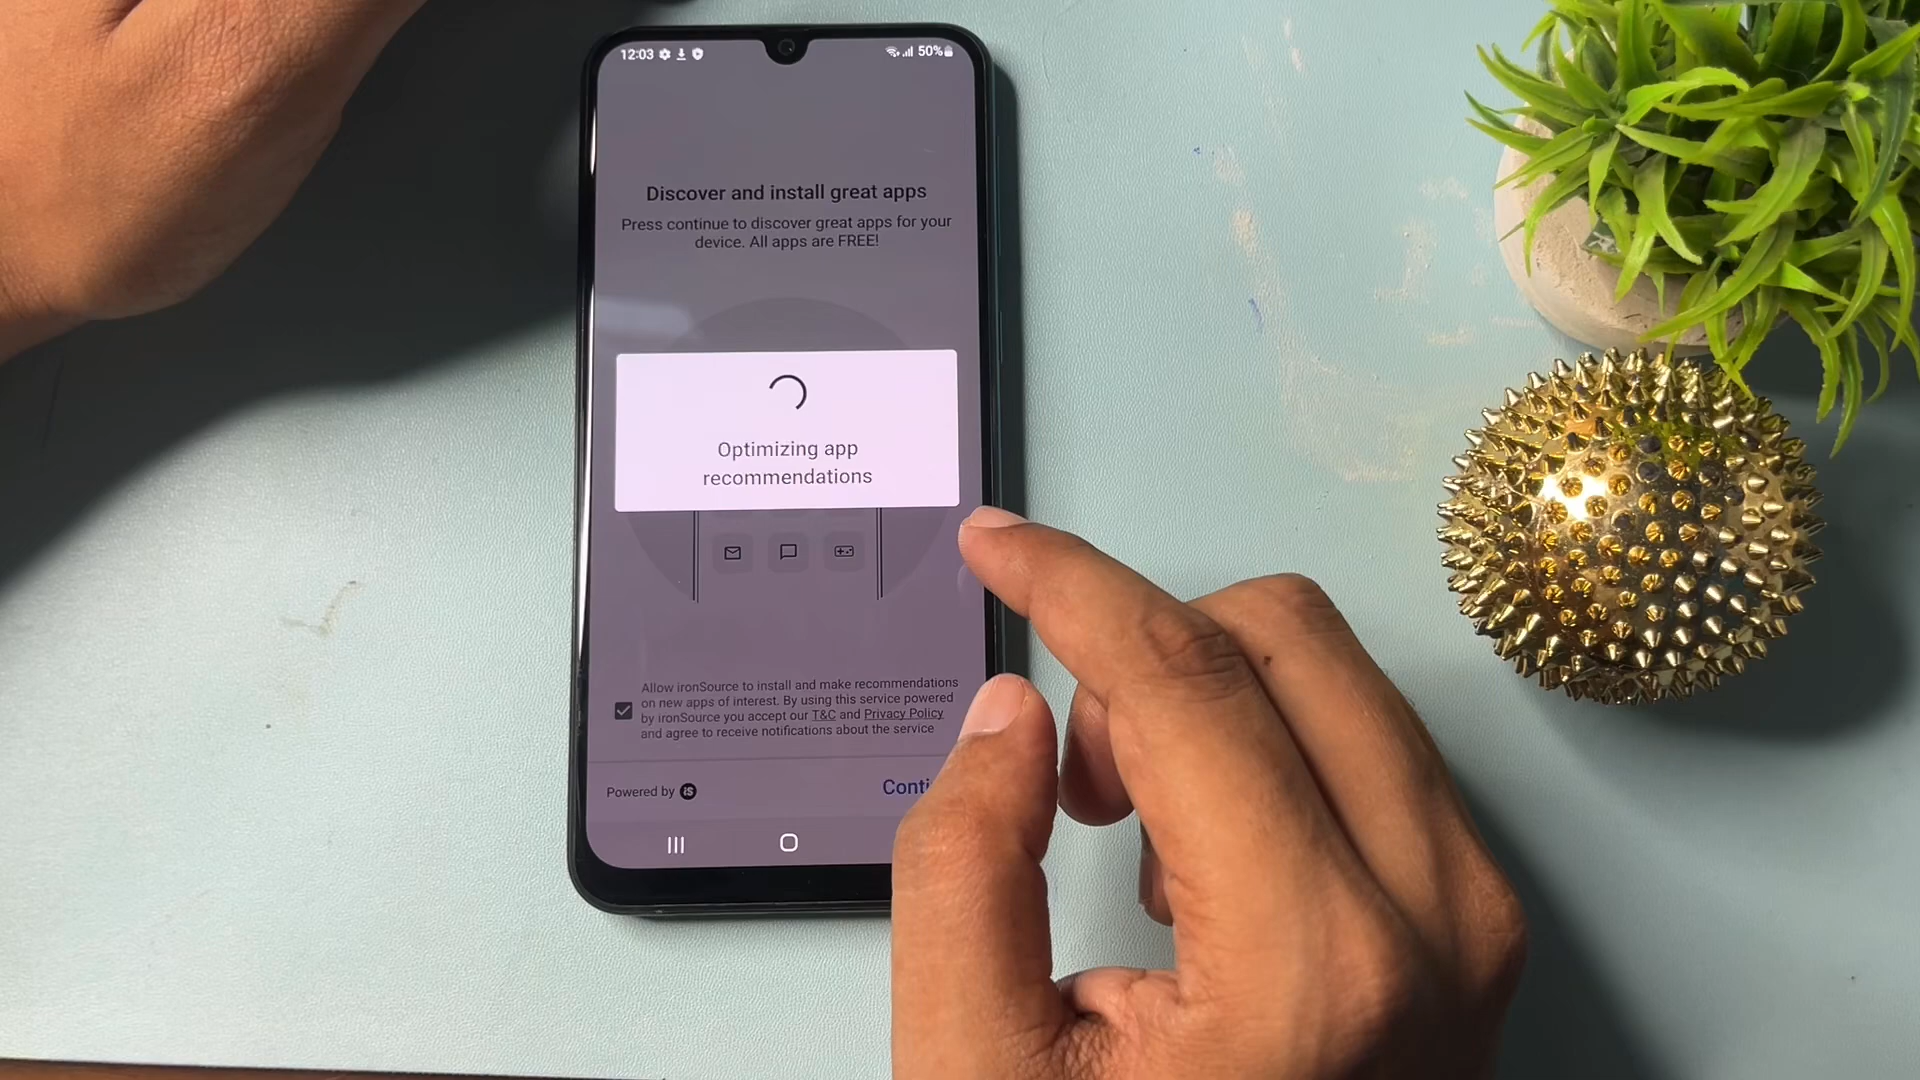 12:03 50%
Discover and install great apps
Press continue to discover great apps for your
device. All apps are FREE!
Optimizing app
recommendations
Allow ironSource to install and make recommendations
on new apps of interest. By using this service powered
by ironSource you accept our T&C and Privacy Policy
and agree to receive notifications about the service
Powered by iS
Conti